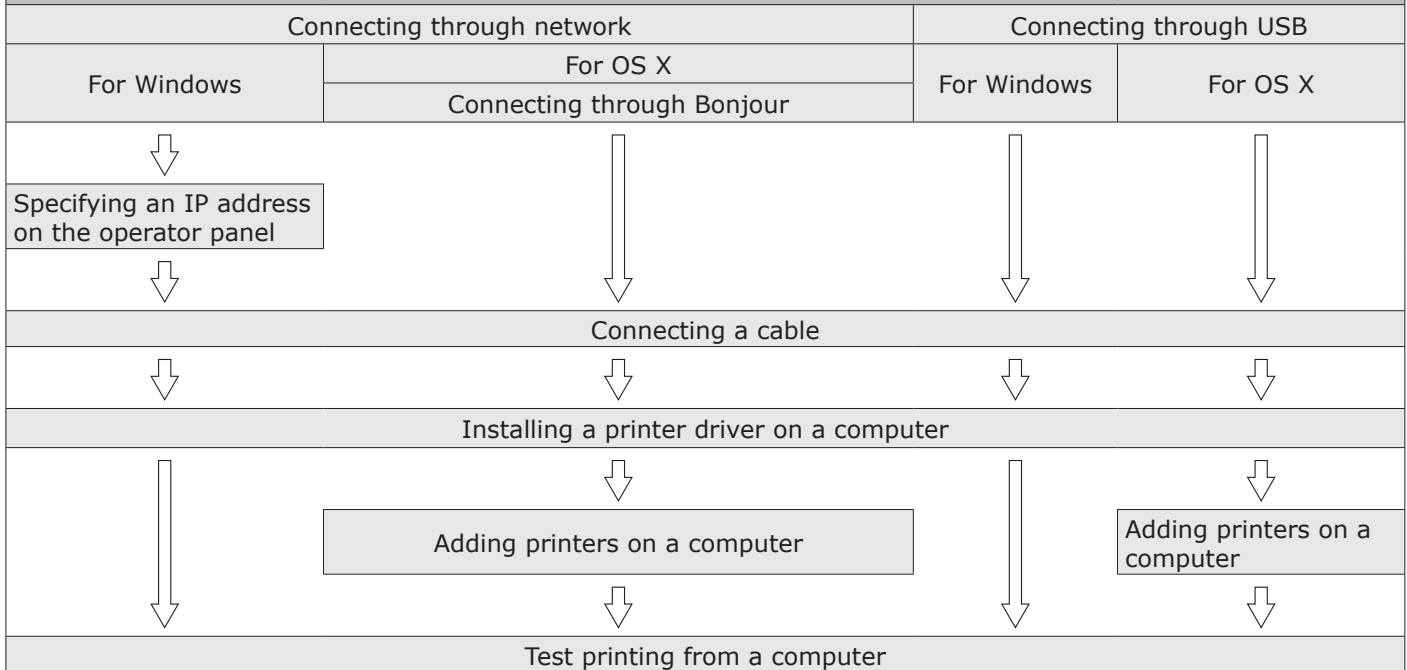 Connecting through network
Connecting through USB
For Windows
For OS X
Connecting through Bonjour
For Windows
For OS X
Specifying an IP address
on the operator panel
Connecting a cable
Installing a printer driver on a computer
Adding printers on a computer
Adding printers on a
computer
Test printing from a computer